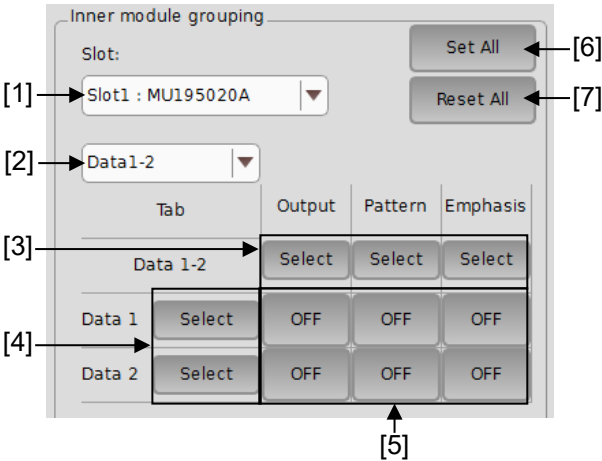 Inner module grouping
Slot:
Set All
[6]
[1]
Slot1 : MU195020A
Reset All
[7]
[2]
Data1-2
Tab
Output
Pattern
Emphasis
[3]
Data 1-2
Select
Select
Select
Data 1
Select
OFF
OFF
OFF
[4]
Data 2
Select
OFF
OFF
OFF
[5]